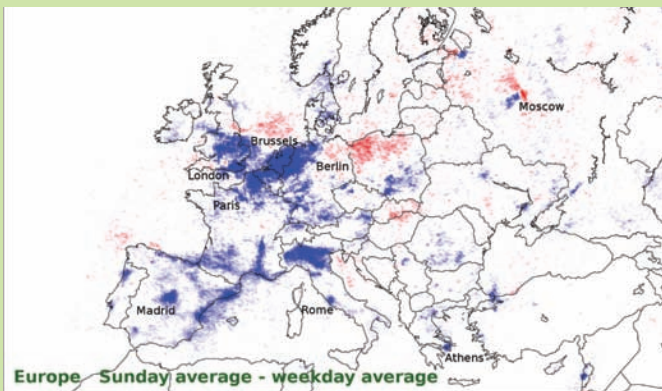 Moscow
Brussels
Berlin
London
Paris
Madrid
Rome
Athens
Europe Sunday average - weekday average